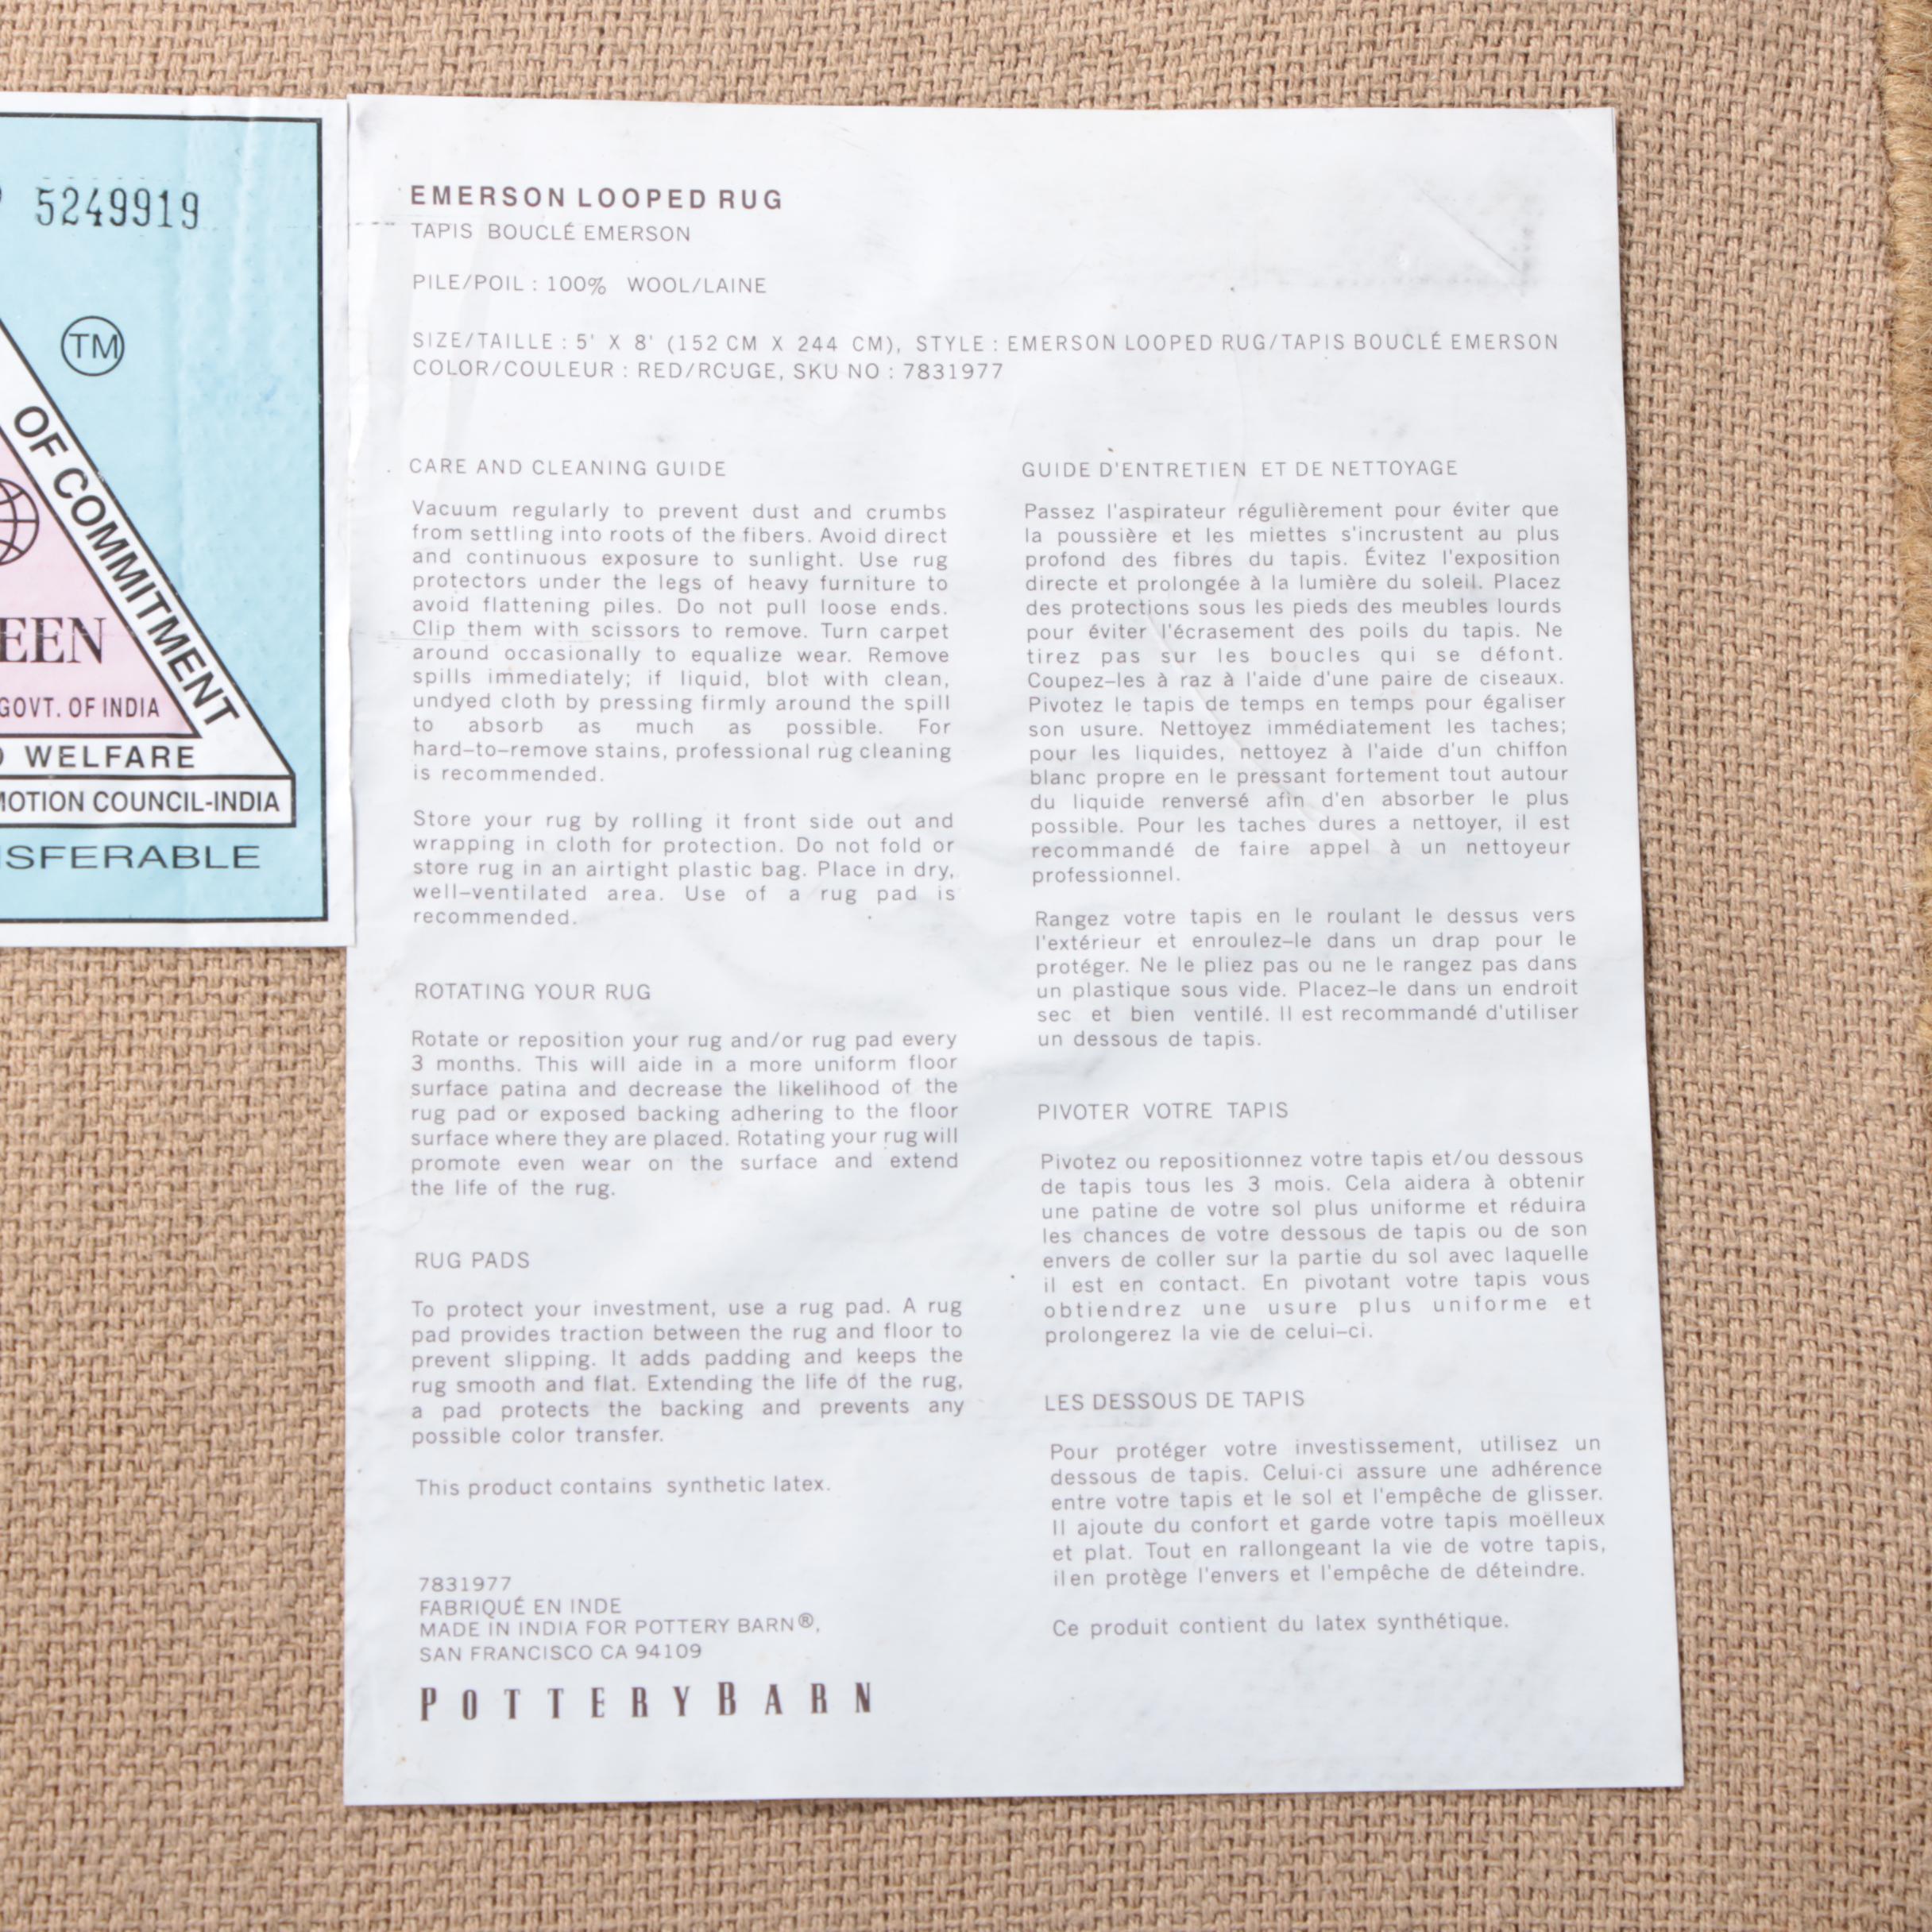 5249919
TM
OF COMMITMENT
EEN
GOVT. OF INDIA
WELFARE
MOTION COUNCIL-INDIA
SFERABLE
EMERSON LOOPED RUG
TAPIS BOUCLÉ EMERSON
PILE/POIL : 100% WOOL/LAINE
SIZE/TAILLE : 5' X 8' (152 CM X 244 CM), STYLE : EMERSON LOOPED RUG/TAPIS BOUCLÉ EMERSON
COLOR/COULEUR : RED/RCUGE, SKU NO : 7831977
CARE AND CLEANING GUIDE
Vacuum regularly to prevent dust and crumbs
from settling into roots of the fibers. Avoid direct
and continuous exposure to sunlight. Use rug
protectors under the legs of heavy furniture to
avoid flattening piles. Do not pull loose ends.
Clip them with scissors to remove. Turn carpet
around occasionally to equalize wear. Remove
spills immediately; if liquid, blot with clean,
undyed cloth by pressing firmly around the spill
to absorb as much as possible. For
hard–to–remove stains, professional rug cleaning
is recommended.
Store your rug by rolling it front side out and
wrapping in cloth for protection. Do not fold or
store rug in an airtight plastic bag. Place in dry,
well–ventilated area. Use of a rug pad is
recommended.
ROTATING YOUR RUG
Rotate or reposition your rug and/or rug pad every
3 months. This will aide in a more uniform floor
surface patina and decrease the likelihood of the
rug pad or exposed backing adhering to the floor
surface where they are placed. Rotating your rug will
promote even wear on the surface and extend
the life of the rug.
RUG PADS
To protect your investment, use a rug pad. A rug
pad provides traction between the rug and floor to
prevent slipping. It adds padding and keeps the
rug smooth and flat. Extending the life of the rug,
a pad protects the backing and prevents any
possible color transfer.
This product contains synthetic latex.
7831977
FABRIQUÉ EN INDE
MADE IN INDIA FOR POTTERY BARN®,
SAN FRANCISCO CA 94109
POTTERY BARN
GUIDE D'ENTRETIEN ET DE NETTOYAGE
Passez l'aspirateur régulièrement pour éviter que
la poussière et les miettes s'incrustent au plus
profond des fibres du tapis. Évitez l'exposition
directe et prolongée à la lumière du soleil. Placez
des protections sous les pieds des meubles lourds
pour éviter l'écrasement des poils du tapis. Ne
tirez pas sur les boucles qui se défont.
Coupez–les à raz à l'aide d'une paire de ciseaux.
Pivotez le tapis de temps en temps pour égaliser
son usure. Nettoyez immédiatement les taches;
pour les liquides, nettoyez à l'aide d'un chiffon
blanc propre en le pressant fortement tout autour
du liquide renversé afin d'en absorber le plus
possible. Pour les taches dures a nettoyer, il est
recommandé de faire appel à un nettoyeur
professionnel.
Rangez votre tapis en le roulant le dessus vers
l'extérieur et enroulez–le dans un drap pour le
protéger. Ne le pliez pas ou ne le rangez pas dans
un plastique sous vide. Placez–le dans un endroit
sec et bien ventilé. Il est recommandé d'utiliser
un dessous de tapis.
PIVOTER VOTRE TAPIS
Pivotez ou repositionnez votre tapis et/ou dessous
de tapis tous les 3 mois. Cela aidera à obtenir
une patine de votre sol plus uniforme et réduira
les chances de votre dessous de tapis ou de son
envers de coller sur la partie du sol avec laquelle
il est en contact. En pivotant votre tapis vous
obtiendrez une usure plus uniforme et
prolongerez la vie de celui–ci.
LES DESSOUS DE TAPIS
Pour protéger votre investissement, utilisez un
dessous de tapis. Celui-ci assure une adhérence
entre votre tapis et le sol et l'empêche de glisser.
Il ajoute du confort et garde votre tapis moëlleux
et plat. Tout en rallongeant la vie de votre tapis,
il en protège l'envers et l'empêche de déteindre.
Ce produit contient du latex synthétique.